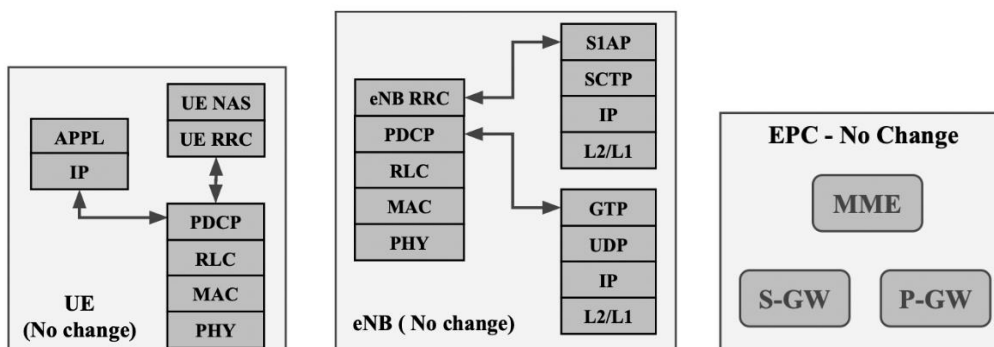 UE NAS
UE RRC
APPL
IP
PDCP
RLC
MAC
PHY
UE
(No change)
eNB RRC
PDCP
RLC
MAC
PHY
S1AP
SCTP
IP
L2/L1
GTP
UDP
IP
L2/L1
eNB ( No change)
EPC - No Change
MME
S-GW
P-GW